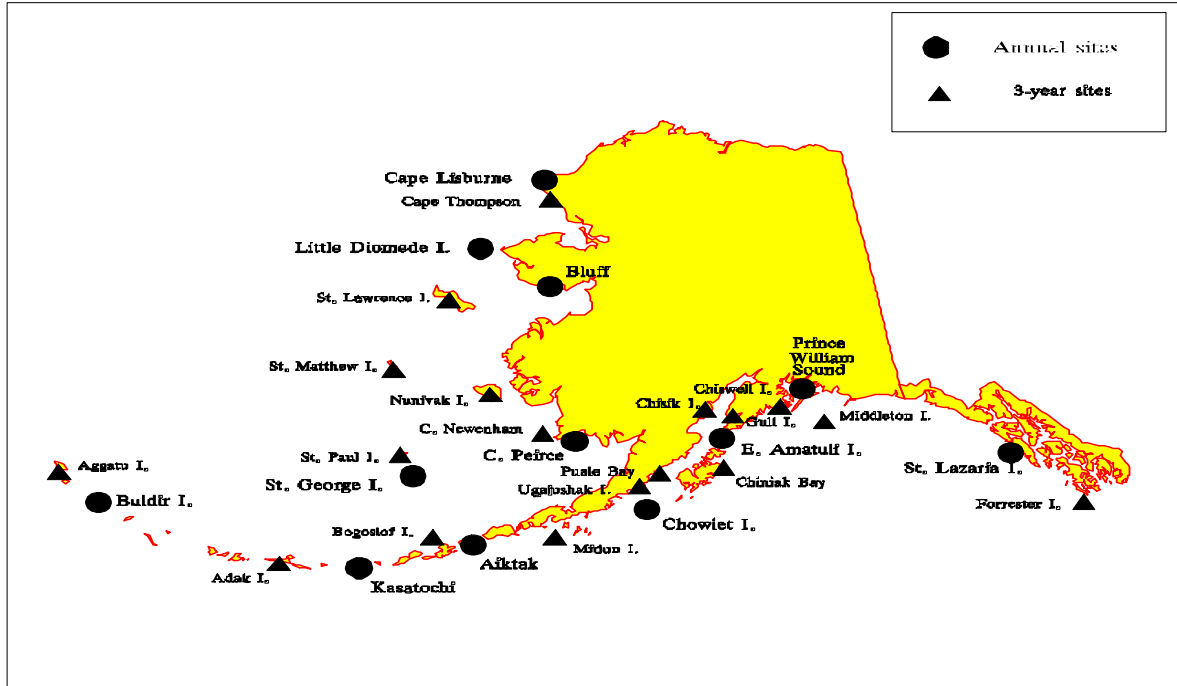 Annual sites
3-year sites
Cape Lisburne
Cape Thompson
Little Diomede I.
Bluff
St. Lawrence I.
Prince
William
Sound
St. Matthew I.
Chiswell I.
Nunivak I.
Chisik I.
Gull I.
Middleton I.
C. Newenham
C. Peirce
E. Amatuli I.
St. Paul I.
Aggatu I.
St. George I.
Puale Bay
Ugaiushak I.
Chiniak Bay
St. Lazaria I.
Buldir I.
Forrester I.
Chowiet I.
Bogoslof I.
Aiktak
Midun I.
Adak I.
Kasatochi